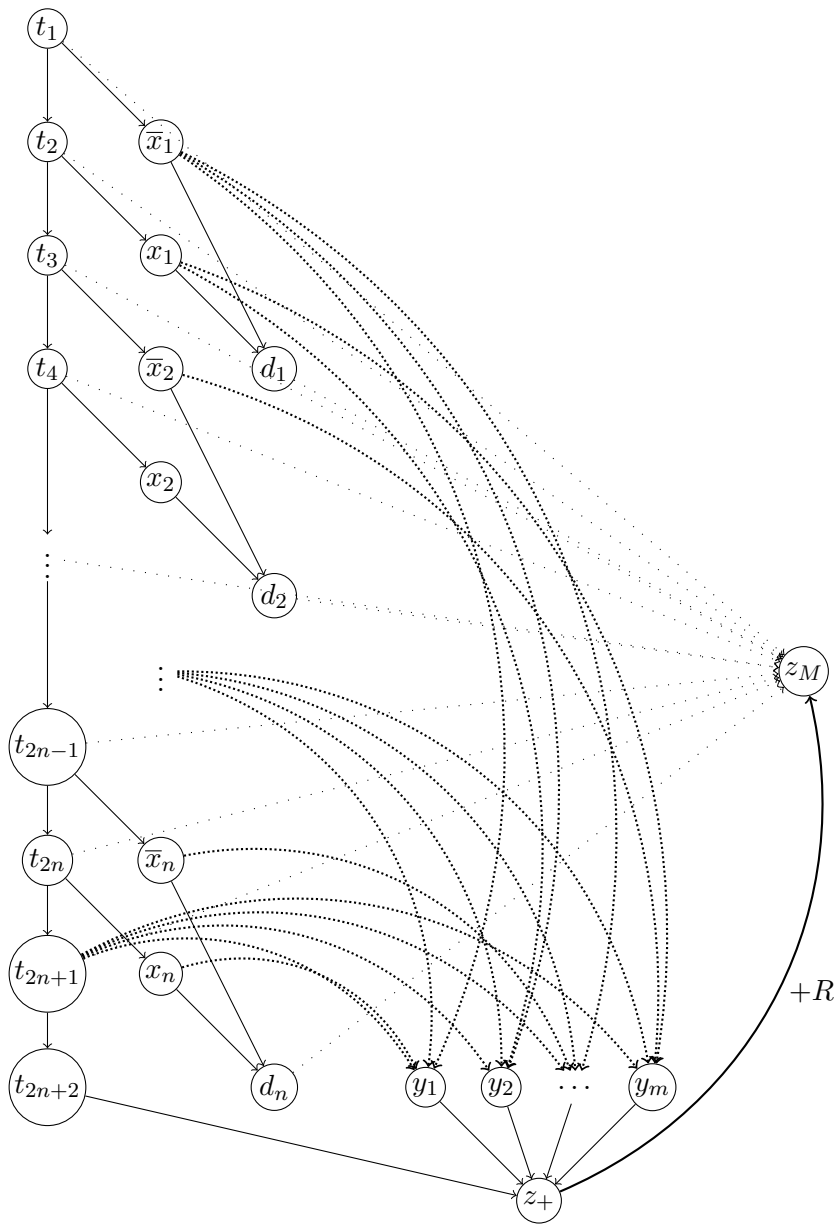 t₁
t₂ x̅₁
t₃ x₁
t₄ x̅₂ d₁
x₂
⋮
d₂
⋮ z_M
t₂ₙ₋₁
t₂ₙ x̅ₙ
t₂ₙ₊₁ xₙ +R
t₂ₙ₊₂ dₙ y₁ y₂ ⋯ yₘ
z₊